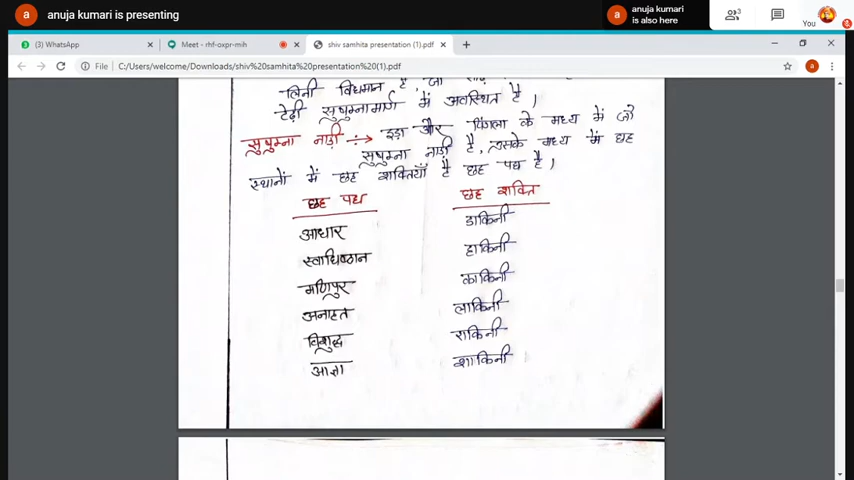 a anuja kumari is presenting
a anuja kumari is also here
3
You
(3) WhatsApp
Meet - rhf-oxpr-mih
shiv samhita presentation (1).pdf
File | C:/Users/welcome/Downloads/shiv%20samhita%20presentation%20(1).pdf
लिनी विद्यमान है, जो
टेढ़ी सुषुम्नामार्ग में अवस्थित है।
सुषुम्ना नाड़ी → इड़ा और पिंगला के मध्य में जो
सुषुम्ना नाड़ी है, उसके मध्य में छह
स्थानों में छह शक्तियाँ है छह पद्म है।
छह पद्म छह शक्ति
आधार डाकिनी
स्वाधिष्ठान हाकिनी
मणिपुर काकिनी
अनाहत लाकिनी
विशुद्ध राकिनी
आज्ञा शाकिनी